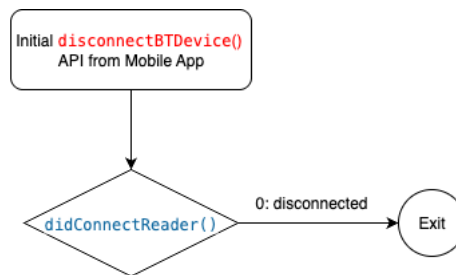 Initial disconnectBTDevice()
API from Mobile App
didConnectReader()
0: disconnected
Exit